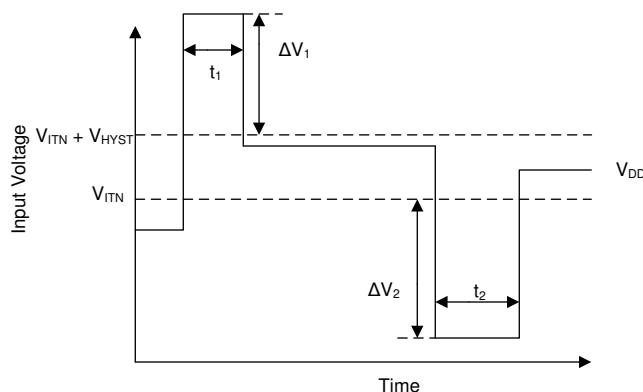 ΔV1
t1
VITN + VHYST
VDD
VITN
Input Voltage
ΔV2
t2
Time